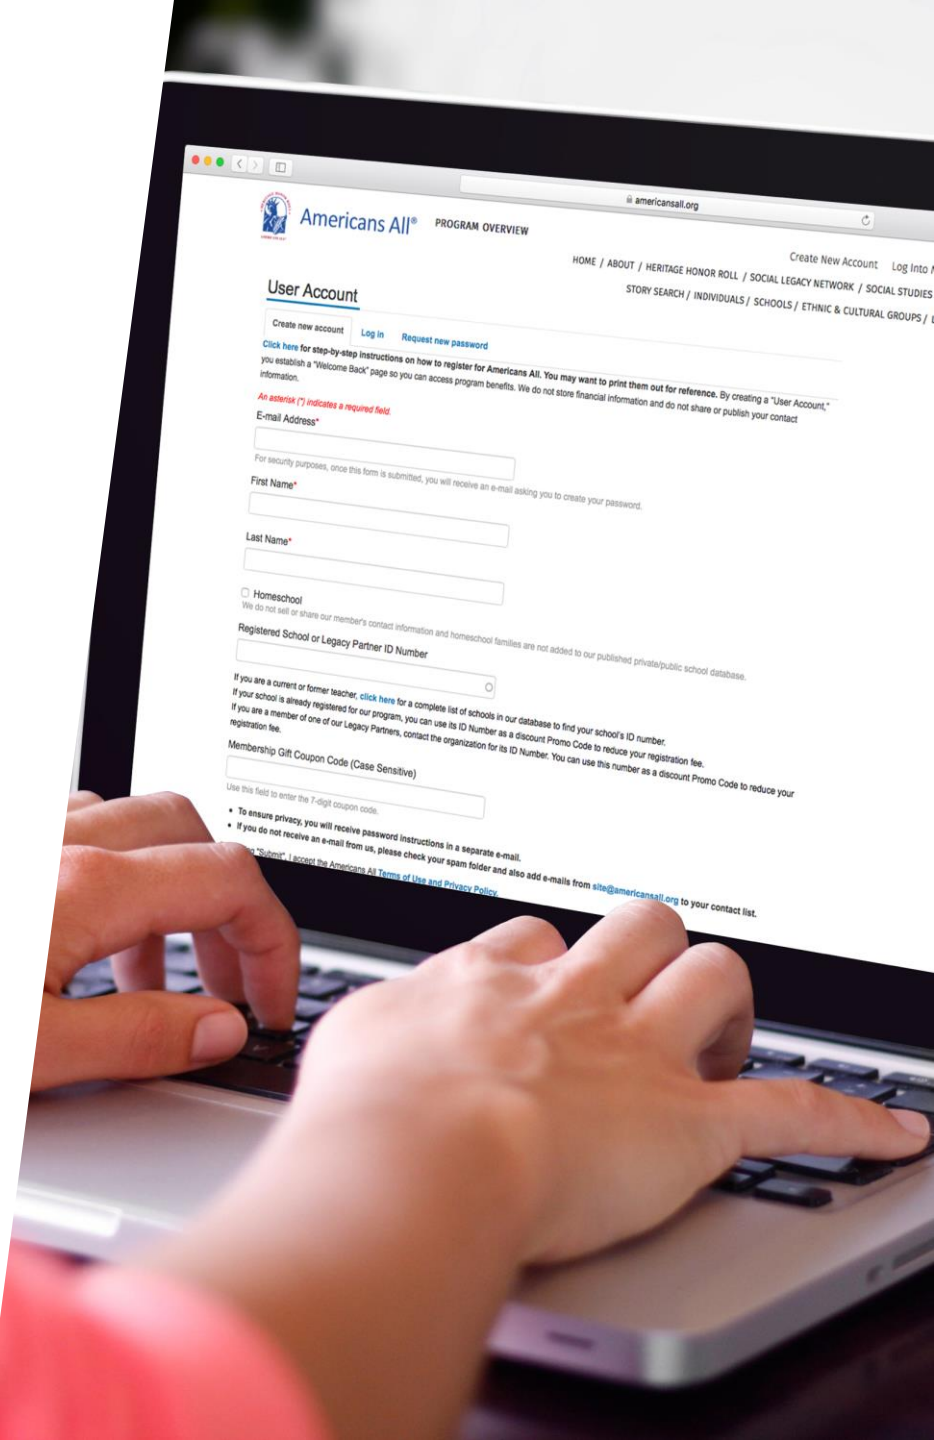 americansall.org
Americans All®
PROGRAM OVERVIEW
Create New Account Log Into
HOME / ABOUT / HERITAGE HONOR ROLL / SOCIAL LEGACY NETWORK / SOCIAL STUDIES
STORY SEARCH / INDIVIDUALS / SCHOOLS / ETHNIC & CULTURAL GROUPS /
User Account
Create new account Log in Request new password
Click here for step-by-step instructions on how to register for Americans All. You may want to print them out for reference. By creating a "User Account,"
you establish a "Welcome Back" page so you can access program benefits. We do not store financial information and do not share or publish your contact
information.
An asterisk (*) indicates a required field.
E-mail Address*
For security purposes, once this form is submitted, you will receive an e-mail asking you to create your password.
First Name*
Last Name*
Homeschool
We do not sell or share our member's contact information and homeschool families are not added to our published private/public school database.
Registered School or Legacy Partner ID Number
If you are a current or former teacher, click here for a complete list of schools in our database to find your school's ID number.
If your school is already registered for our program, you can use its ID Number as a discount Promo Code to reduce your registration fee.
If you are a member of one of our Legacy Partners, contact the organization for its ID Number. You can use this number as a discount Promo Code to reduce your
registration fee.
Membership Gift Coupon Code (Case Sensitive)
Use this field to enter the 7-digit coupon code.
• To ensure privacy, you will receive password instructions in a separate e-mail.
• If you do not receive an e-mail from us, please check your spam folder and also add e-mails from site@americansall.org to your contact list.
"Submit", I accept the Americans All Terms of Use and Privacy Policy.